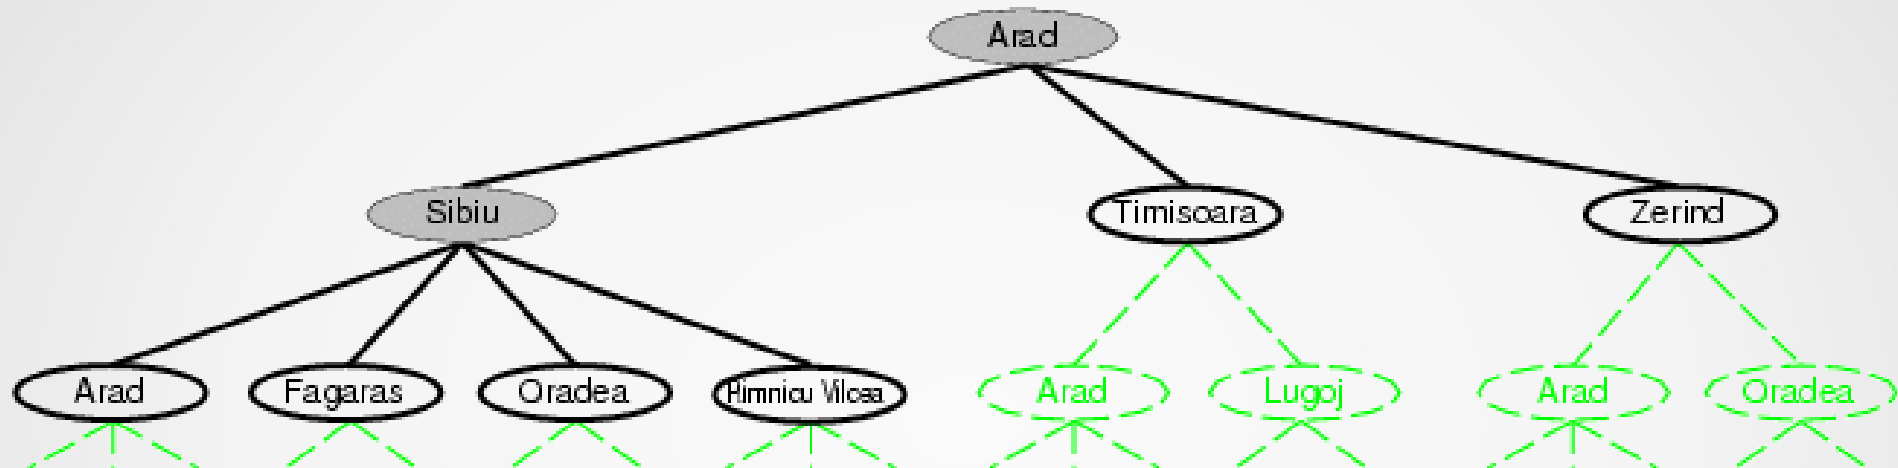 Arad
Sibiu
Timisoara
Zerind
Arad
Fagaras
Oradea
Rimnicu Vilcea
Arad
Lugoj
Arad
Oradea